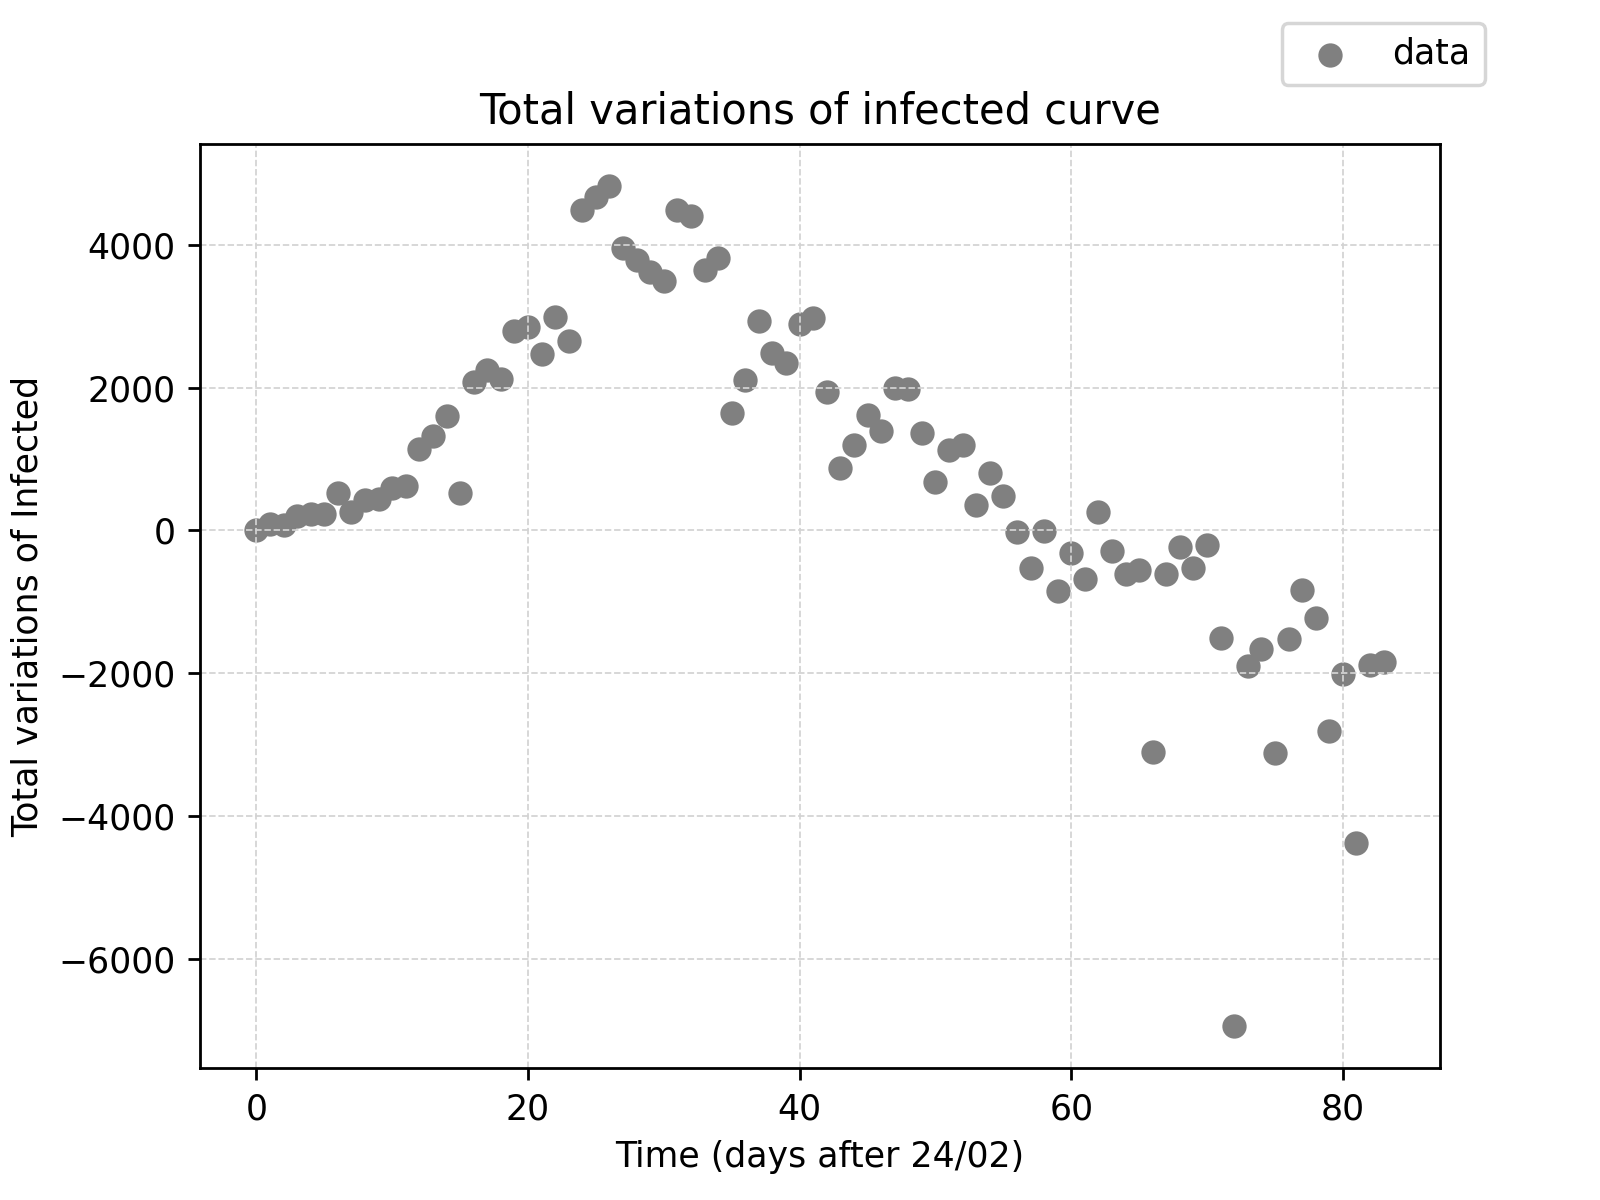 data
Total variations of infected curve
Total variations of Infected
4000
2000
0
−2000
−4000
−6000
0 20 40 60 80
Time (days after 24/02)